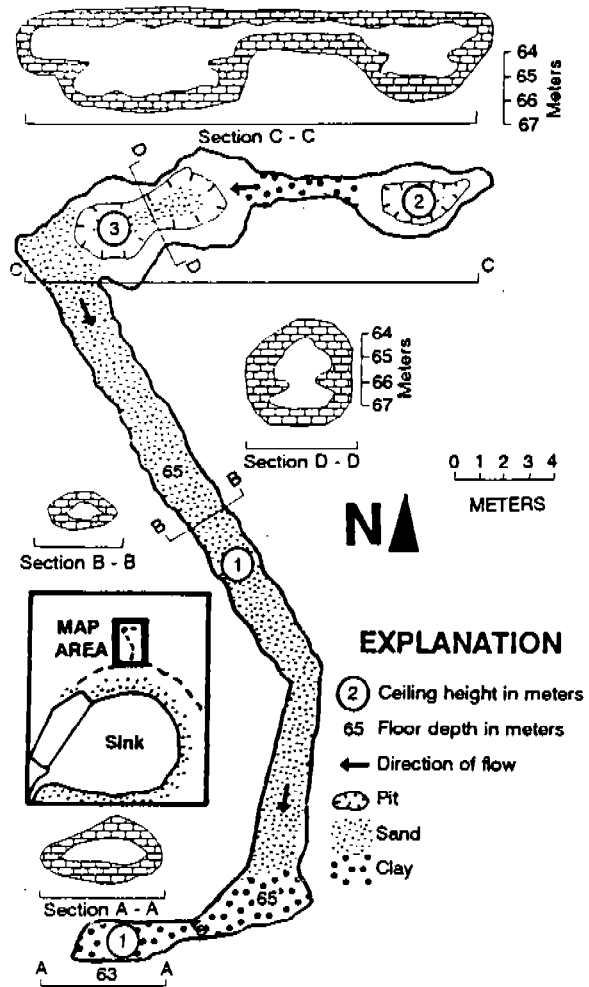 64
65
66
67
Meters
Section C - C
D
2
3
D
C
C
64
65
66
67
Meters
Section D - D
65
B
B
0 1 2 3 4
METERS
N
Section B - B
1
MAP
AREA
Sink
EXPLANATION
2 Ceiling height in meters
65 Floor depth in meters
Direction of flow
Pit
Sand
Clay
Section A - A
65
1
A 63 A